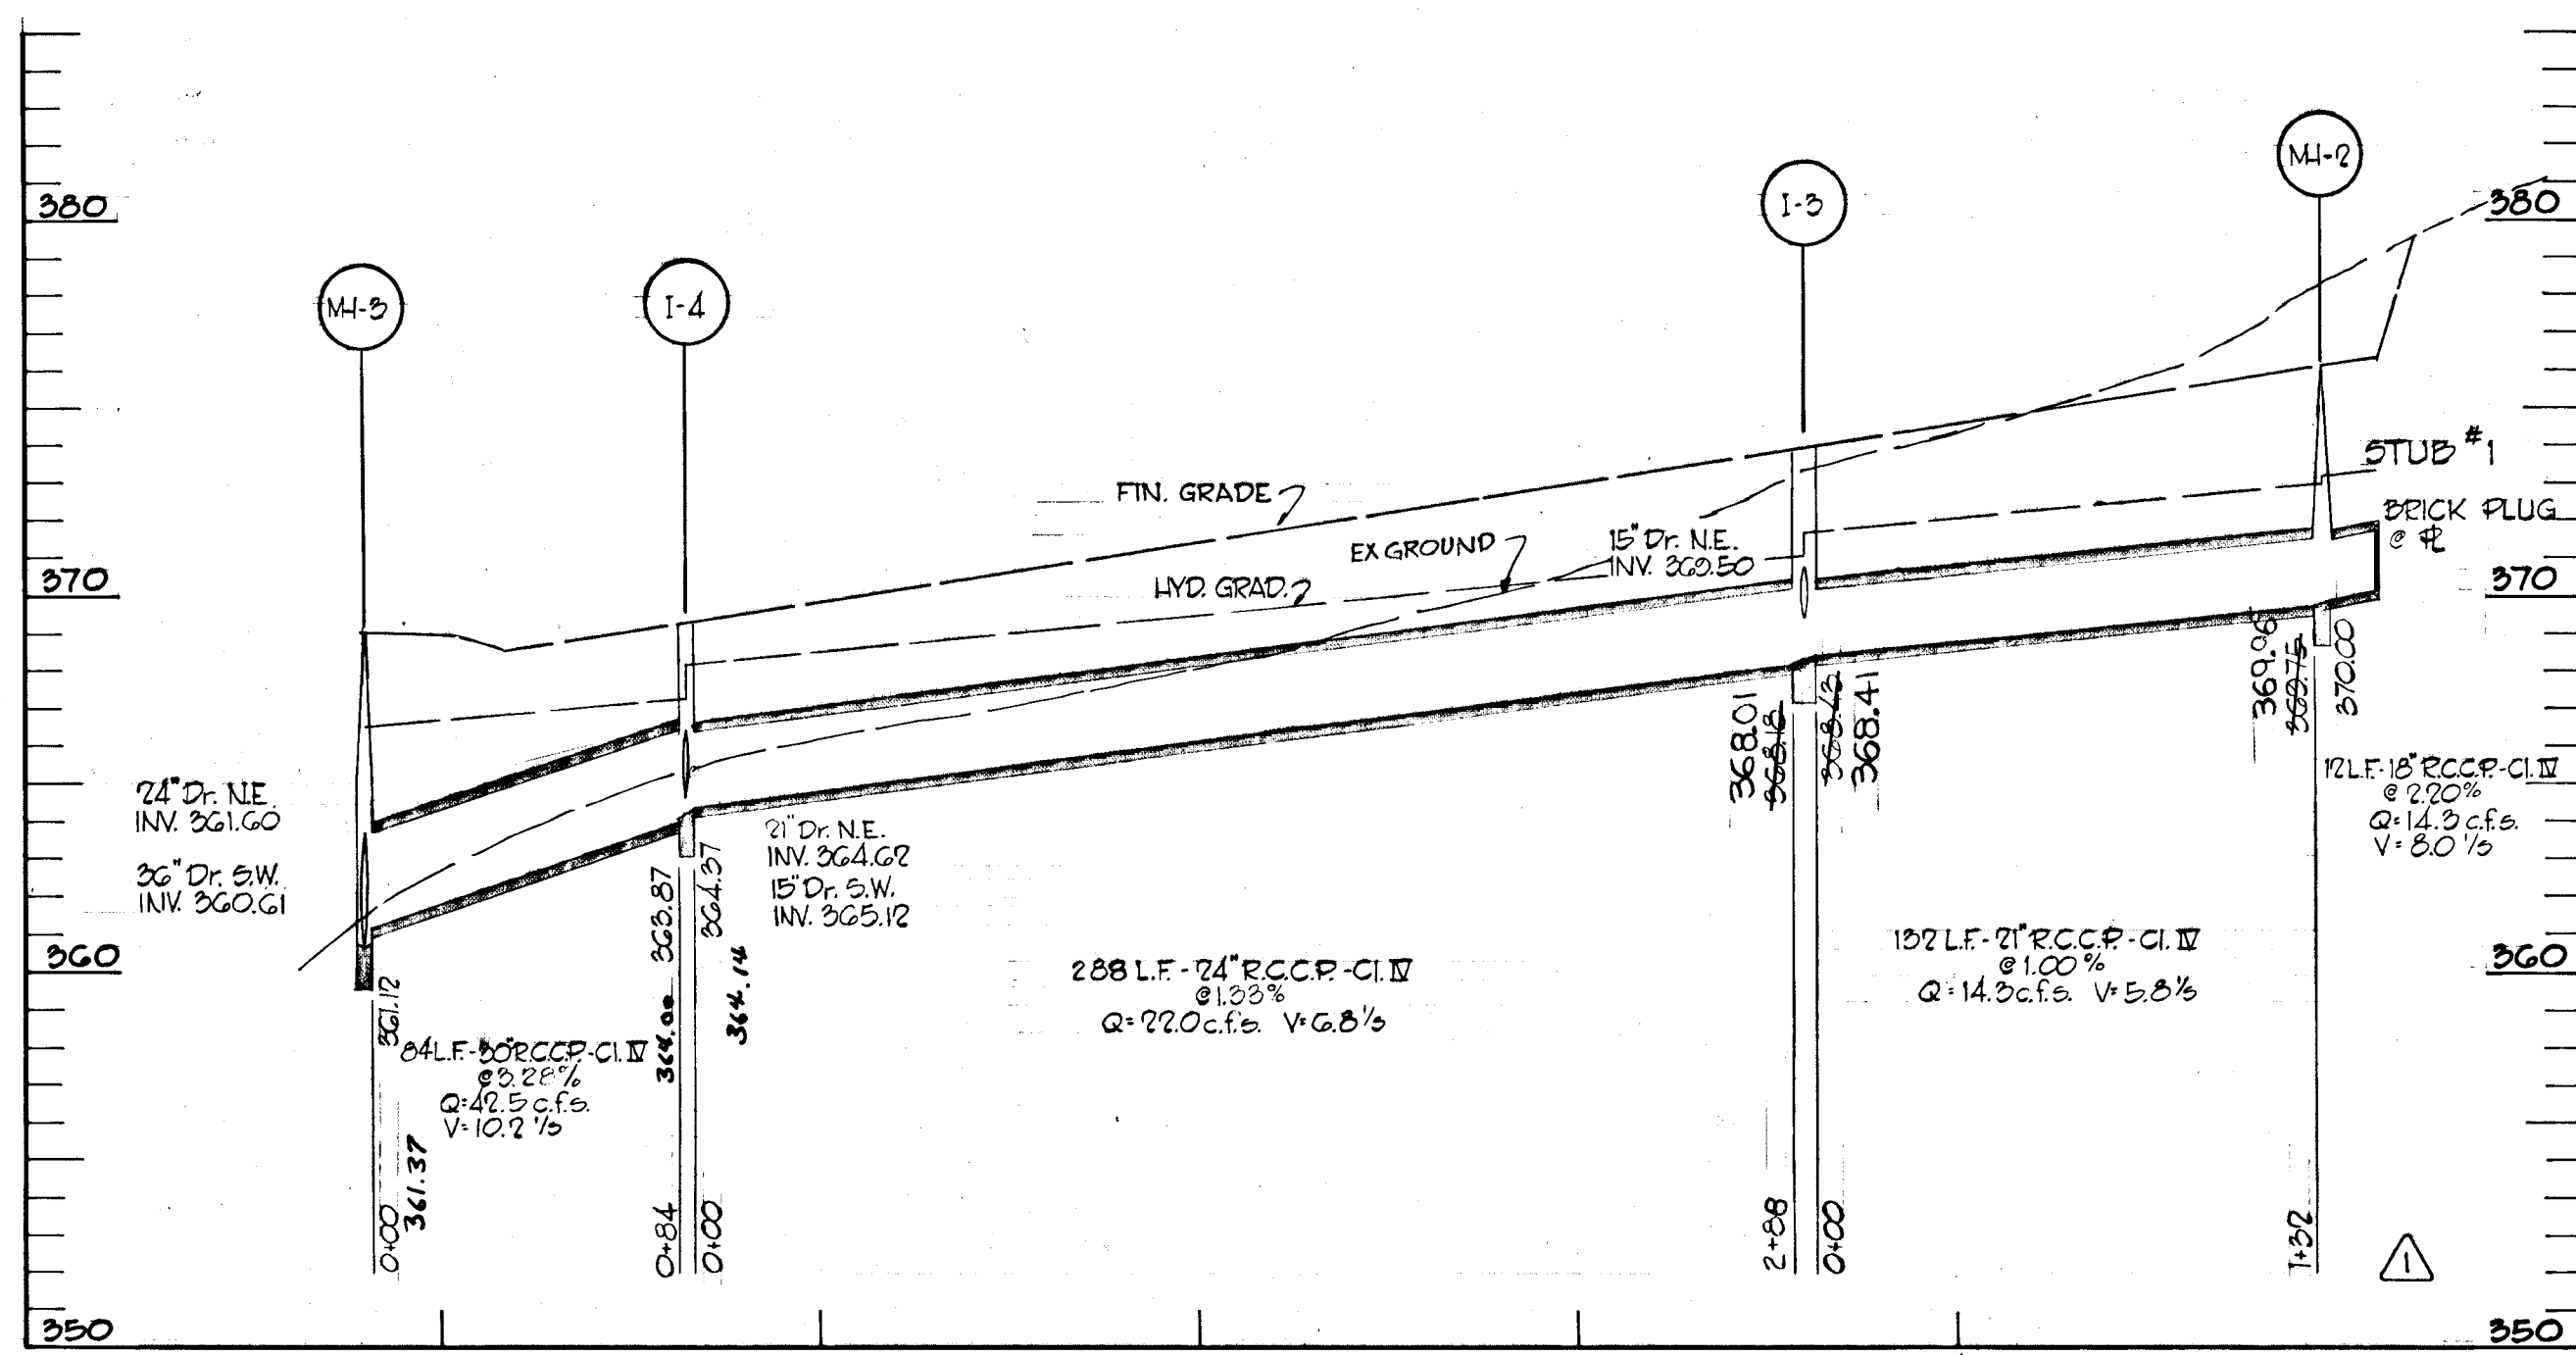 380
380
MH-3
I-4
I-3
MH-2
STUB #1
BRICK PLUG
@ PL
FIN. GRADE
EX GROUND
HYD. GRAD.
15" Dr. N.E.
INV. 369.50
370
370
24" Dr. N.E.
INV. 361.60
36" Dr. S.W.
INV. 360.61
21" Dr. N.E.
INV. 364.62
15" Dr. S.W.
INV. 365.12
361.12
361.37
363.87
364.00
364.37
364.14
368.01
368.18
368.43
368.41
369.96
369.75
370.00
12 L.F.-18" R.C.C.P.-Cl. IV
@ 2.20%
Q=14.3 c.f.s.
V=8.0 '/s
132 L.F.-21" R.C.C.P.-Cl. IV
@ 1.00%
Q=14.3 c.f.s. V=5.8 '/s
288 L.F.-24" R.C.C.P.-Cl. IV
@ 1.33%
Q=22.0 c.f.s. V=6.8 '/s
84 L.F.-30" R.C.C.P.-Cl. IV
@ 3.28%
Q=42.5 c.f.s.
V=10.2 '/s
360
360
0+00
0+84
0+00
2+88
0+00
1+32
1
350
350